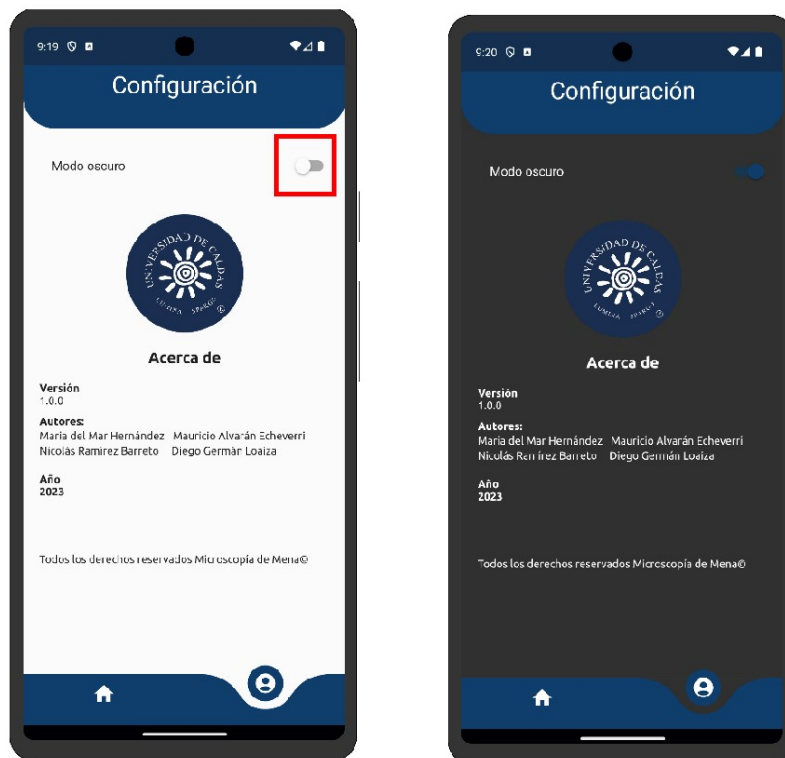 9:19
Configuración
Modo oscuro
UNIVERSIDAD DE CALDAS
Acerca de
Versión
1.0.0
Autores:
Maria del Mar Hernández Mauricio Alvarán Echeverri
Nicolás Ramirez Barreto Diego Germán Loaiza
Año
2023
Todos los derechos reservados Microscopía de Mena©
9:20
Configuración
Modo oscuro
UNIVERSIDAD DE CALDAS
Acerca de
Versión
1.0.0
Autores:
Maria del Mar Hernández Mauricio Alvarán Echeverri
Nicolás Ramirez Barreto Diego Germán Loaiza
Año
2023
Todos los derechos reservados Microscopía de Mena©